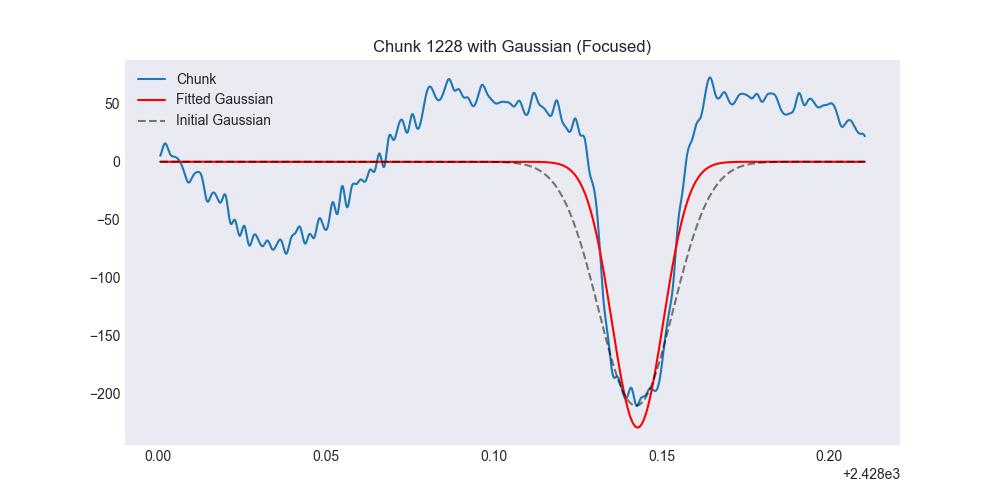 Chunk 1228 with Gaussian (Focused)
Chunk
Fitted Gaussian
Initial Gaussian
50
0
−50
−100
−150
−200
0.00 0.05 0.10 0.15 0.20
+2.428e3